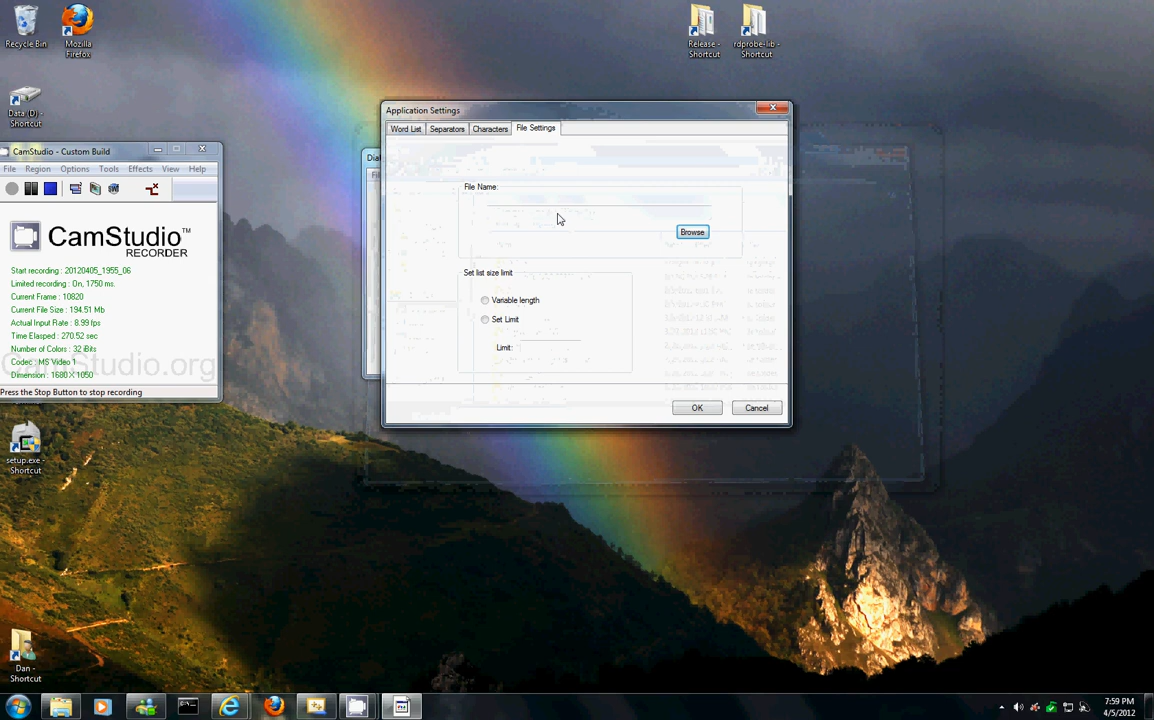 Recycle Bin
Mozilla
Firefox
Release -
Shortcut
rdprobe-lib -
Shortcut
Data (D) -
Shortcut
CamStudio - Custom Build
File Region Options Tools Effects View Help
CamStudio™
RECORDER
Start recording : 20120405_1955_06
Limited recording : On, 1750 ms.
Current Frame : 10820
Current File Size : 194.51 Mb
Actual Input Rate : 8.99 fps
Time Elasped : 270.52 sec
Number of Colors : 32 Bits
Codec : MS Video 1
Dimension : 1680X1050
CamStudio.org
Press the Stop Button to stop recording
Application Settings
Word List Separators Characters File Settings
File Name:
Browse
Set list size limit
Variable length
Set Limit
Limit:
OK Cancel
setup.exe -
Shortcut
Dan -
Shortcut
7:59 PM
4/5/2012